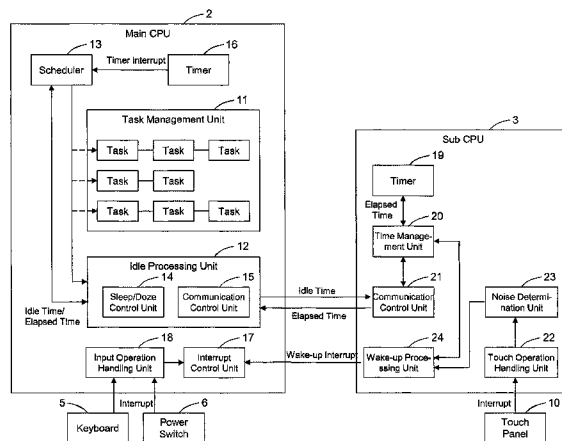 2
Main CPU
13
Scheduler
Timer Interrupt
16
Timer
11
Task Management Unit
Task Task Task
Task Task
Task Task Task
12
Idle Processing Unit
14
Sleep/Doze
Control Unit
15
Communication
Control Unit
Idle Time/
Elapsed Time
18
Input Operation
Handling Unit
17
Interrupt
Control Unit
5
Keyboard
Interrupt
6
Power
Switch
Idle Time
Elapsed Time
Wake-up Interrupt
3
Sub CPU
19
Timer
Elapsed
Time
20
Time Manage-
ment Unit
21
Communication
Control Unit
23
Noise Determi-
nation Unit
24
Wake-up Proce-
ssing Unit
22
Touch Operation
Handling Unit
Interrupt
10
Touch
Panel